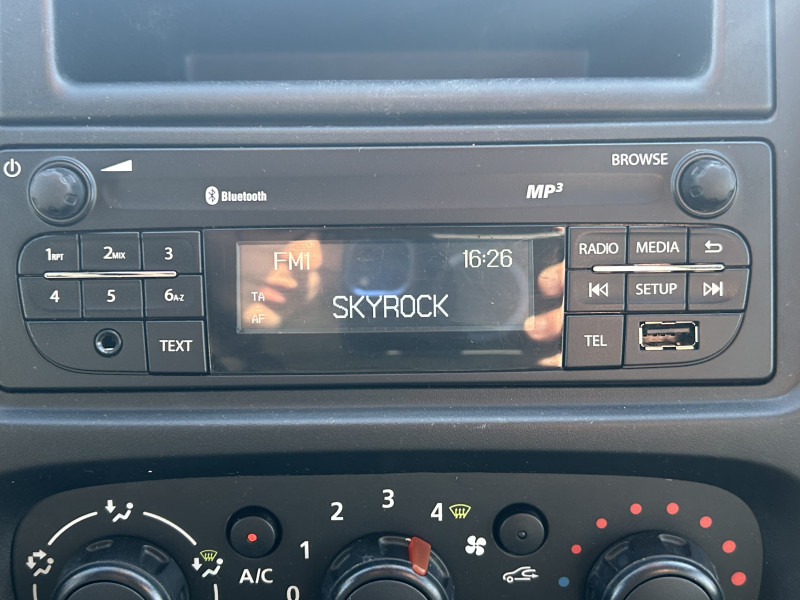 BROWSE
Bluetooth
MP3
1RPT 2MIX 3
4 5 6A-Z
TEXT
FM1 16:26
TA
AF
SKYROCK
RADIO MEDIA
SETUP
TEL
0 1 2 3 4
A/C